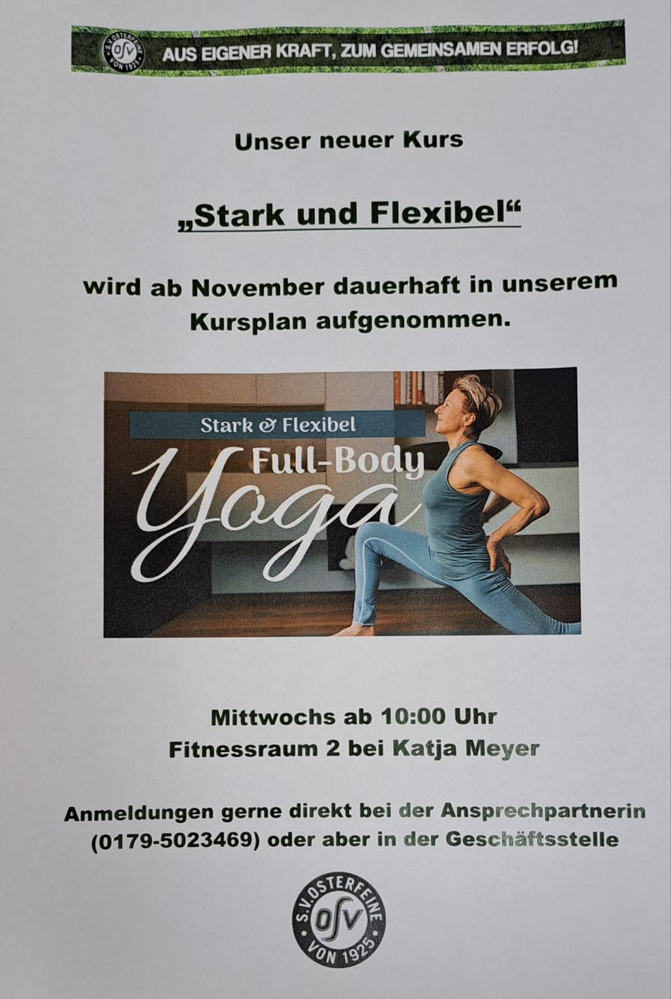 S.V. OSTERFEINE
OSV
VON 1925
AUS EIGENER KRAFT, ZUM GEMEINSAMEN ERFOLG!
Unser neuer Kurs
„Stark und Flexibel“
wird ab November dauerhaft in unserem
Kursplan aufgenommen.
Stark & Flexibel
Full-Body
Yoga
Mittwochs ab 10:00 Uhr
Fitnessraum 2 bei Katja Meyer
Anmeldungen gerne direkt bei der Ansprechpartnerin
(0179-5023469) oder aber in der Geschäftsstelle
S.V. OSTERFEINE
OSV
VON 1925